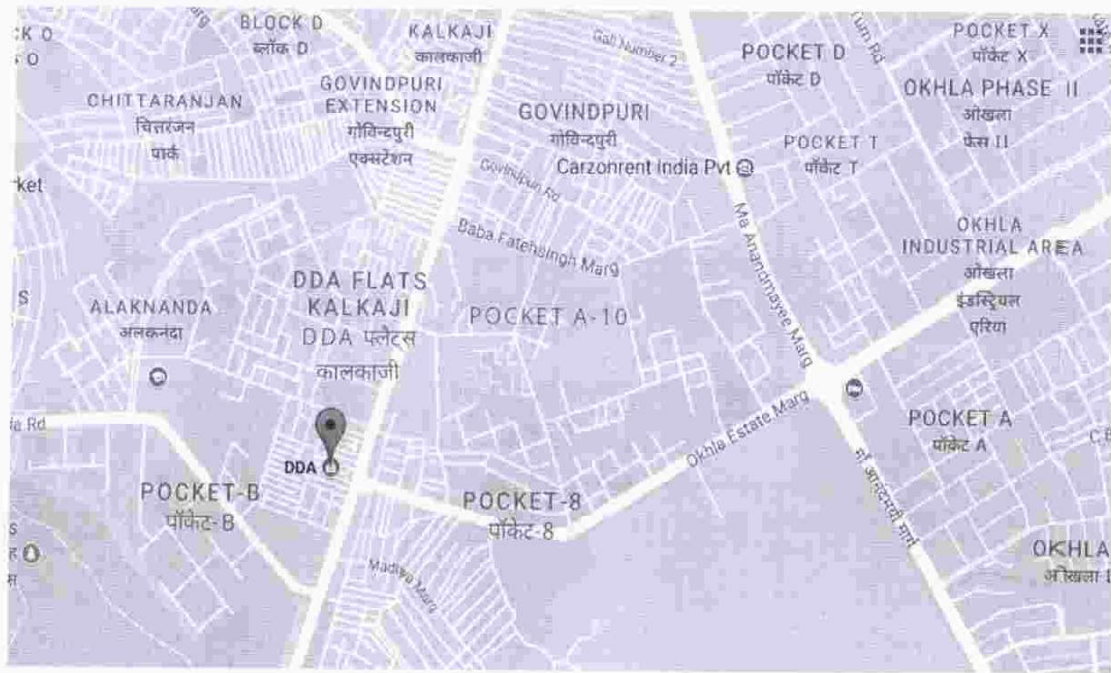 BLOCK D
ब्लॉक D
KALKAJI
कालकाजी
Gali Number 2
POCKET D
पॉकेट D
POCKET X
पॉकेट X
CHITTARANJAN
चित्तरंजन
पार्क
GOVINDPURI
EXTENSION
गोविन्दपुरी
एक्सटेंशन
GOVINDPURI
गोविन्दपुरी
Carzonrent India Pvt
OKHLA PHASE II
ओखला
फेस II
POCKET T
पॉकेट T
Govindpuri Rd
Baba Fatehsingh Marg
Ma Anandmayee Marg
OKHLA
INDUSTRIAL AREA
ओखला
इंडस्ट्रियल
एरिया
ALAKNANDA
अलकनंदा
DDA FLATS
KALKAJI
DDA फ्लैट्स
कालकाजी
POCKET A-10
ia Rd
DDA
POCKET-B
पॉकेट-B
POCKET-8
पॉकेट-8
Okhla Estate Marg
POCKET A
पॉकेट A
माँ आनंदमयी मार्ग
OKHLA
ओखला